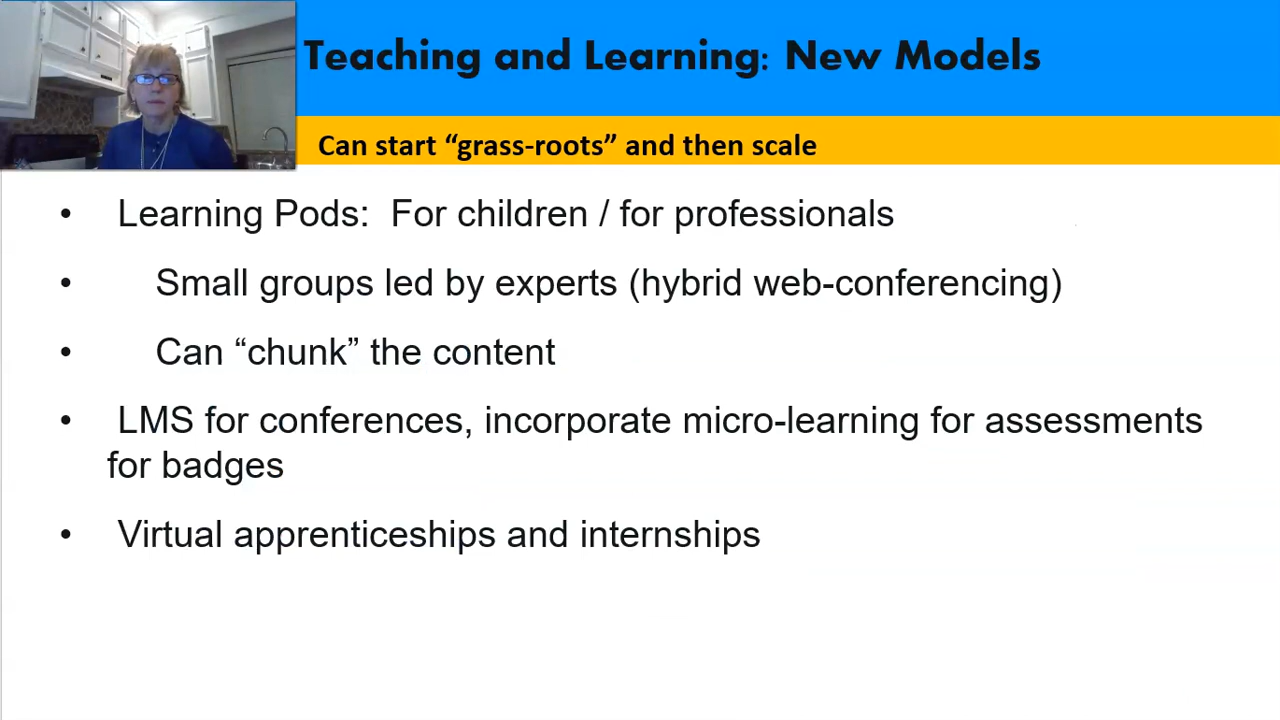 Teaching and Learning: New Models
Can start “grass-roots” and then scale
• Learning Pods: For children / for professionals
• Small groups led by experts (hybrid web-conferencing)
• Can “chunk” the content
• LMS for conferences, incorporate micro-learning for assessments
for badges
• Virtual apprenticeships and internships